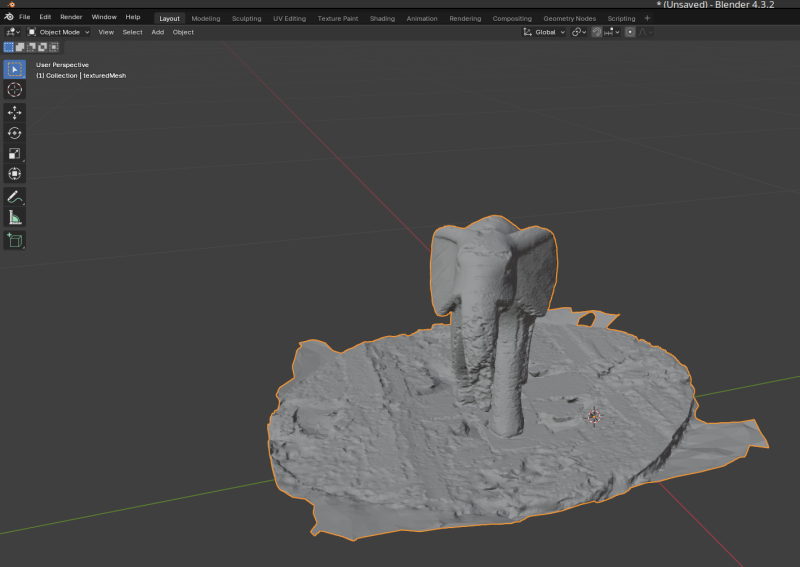 * (Unsaved) - Blender 4.3.2
File Edit Render Window Help Layout Modeling Sculpting UV Editing Texture Paint Shading Animation Rendering Compositing Geometry Nodes Scripting +
Object Mode View Select Add Object Global
User Perspective
(1) Collection | texturedMesh